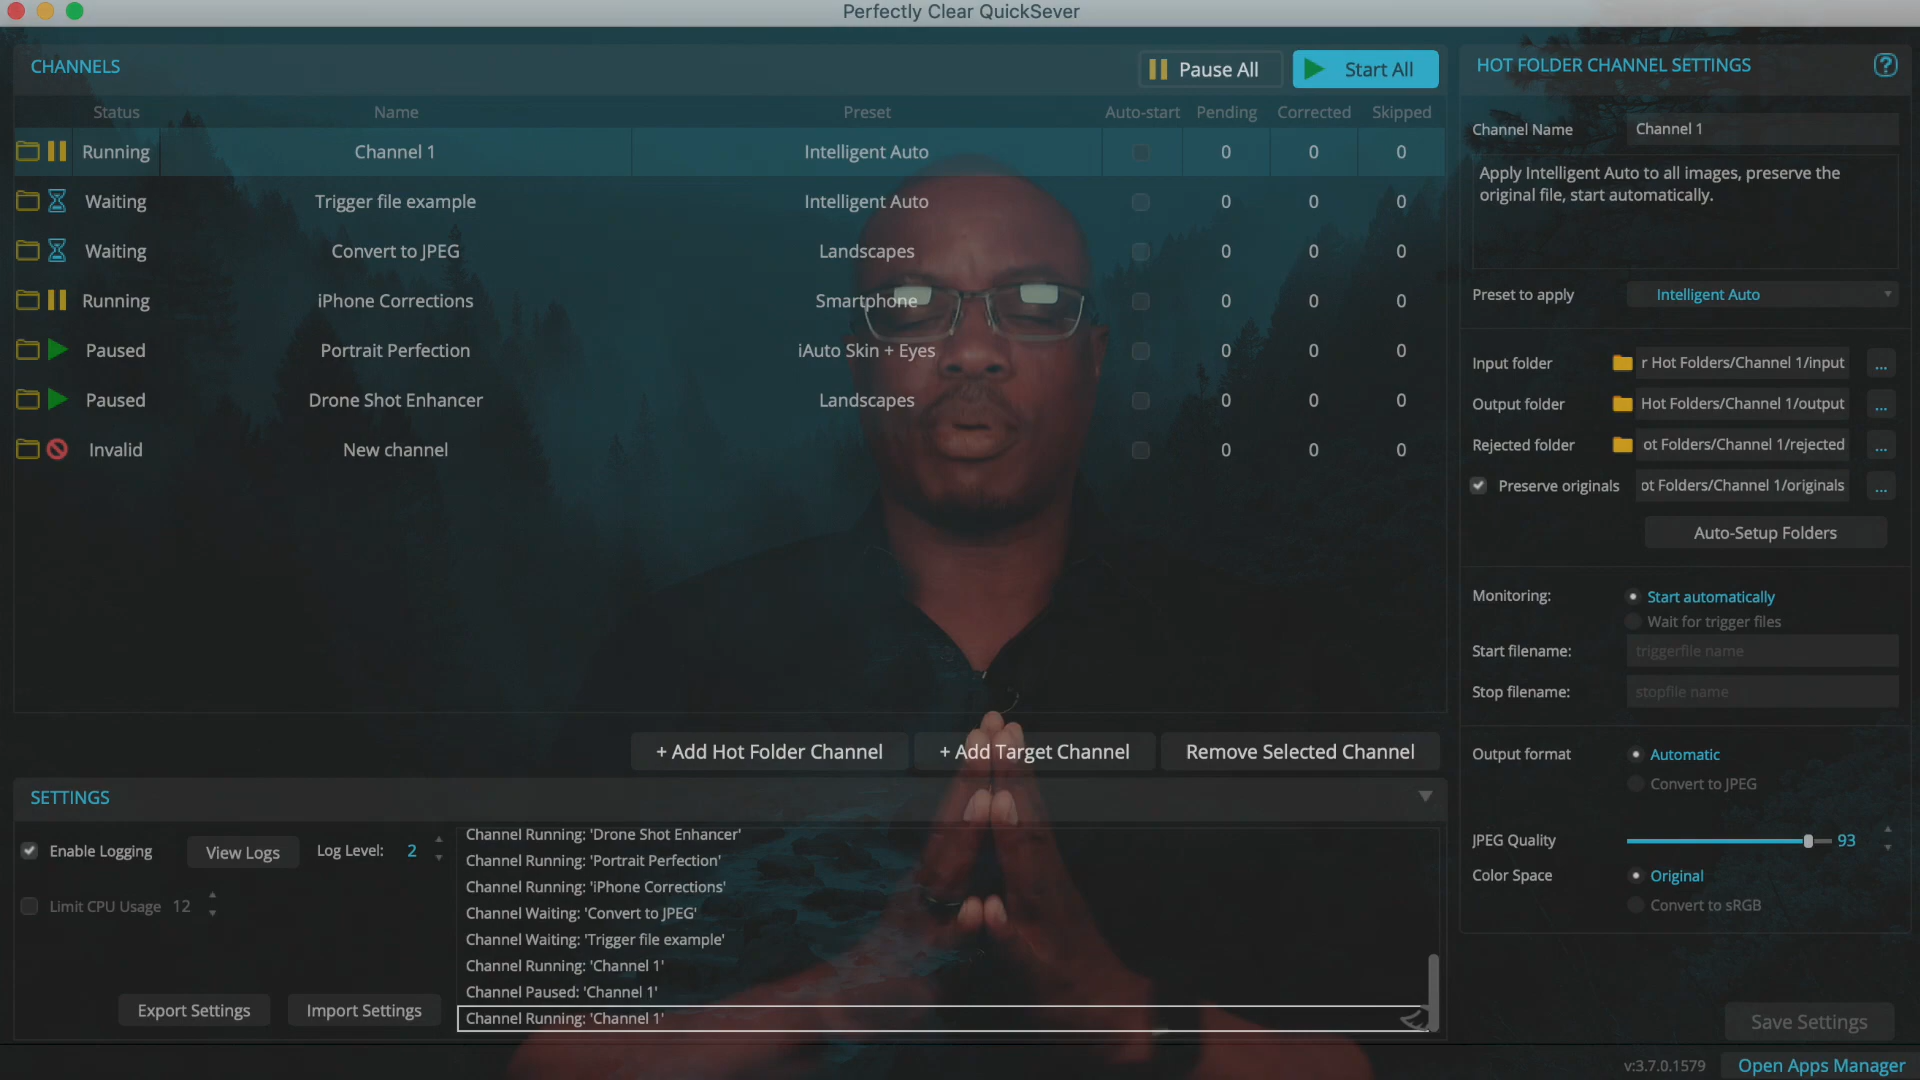 Perfectly Clear QuickSever
CHANNELS
Pause All
Start All
Status Name Preset Auto-start Pending Corrected Skipped
Running Channel 1 Intelligent Auto 0 0 0
Waiting Trigger file example Intelligent Auto 0 0 0
Waiting Convert to JPEG Landscapes 0 0 0
Running iPhone Corrections Smartphone 0 0 0
Paused Portrait Perfection iAuto Skin + Eyes 0 0 0
Paused Drone Shot Enhancer Landscapes 0 0 0
Invalid New channel 0 0 0
+ Add Hot Folder Channel
+ Add Target Channel
Remove Selected Channel
SETTINGS
Enable Logging
View Logs
Log Level: 2
Limit CPU Usage 12
Export Settings
Import Settings
Channel Running: 'Drone Shot Enhancer'
Channel Running: 'Portrait Perfection'
Channel Running: 'iPhone Corrections'
Channel Waiting: 'Convert to JPEG'
Channel Waiting: 'Trigger file example'
Channel Running: 'Channel 1'
Channel Paused: 'Channel 1'
Channel Running: 'Channel 1'
HOT FOLDER CHANNEL SETTINGS
?
Channel Name Channel 1
Apply Intelligent Auto to all images, preserve the
original file, start automatically.
Preset to apply Intelligent Auto
Input folder r Hot Folders/Channel 1/input ...
Output folder Hot Folders/Channel 1/output ...
Rejected folder ot Folders/Channel 1/rejected ...
Preserve originals ot Folders/Channel 1/originals ...
Auto-Setup Folders
Monitoring: Start automatically
Wait for trigger files
Start filename: triggerfile name
Stop filename: stopfile name
Output format Automatic
Convert to JPEG
JPEG Quality 93
Color Space Original
Convert to sRGB
Save Settings
v:3.7.0.1579
Open Apps Manager